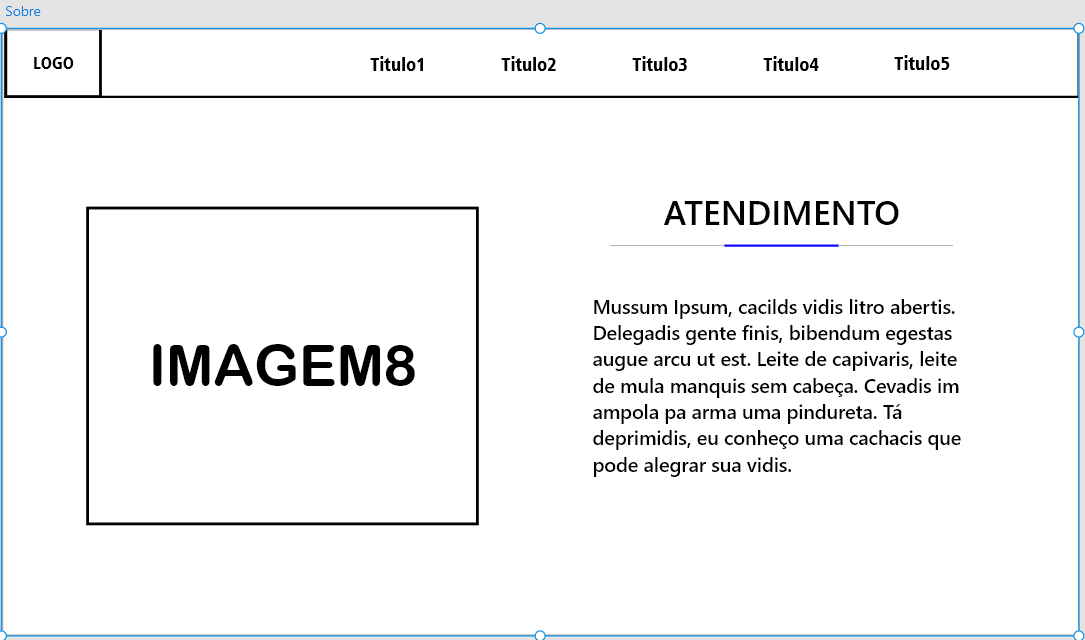 Sobre
LOGO
Titulo1
Titulo2
Titulo3
Titulo4
Titulo5
IMAGEM8
ATENDIMENTO
Mussum Ipsum, cacilds vidis litro abertis.
Delegadis gente finis, bibendum egestas
augue arcu ut est. Leite de capivaris, leite
de mula manquis sem cabeça. Cevadis im
ampola pa arma uma pindureta. Tá
deprimidis, eu conheço uma cachacis que
pode alegrar sua vidis.